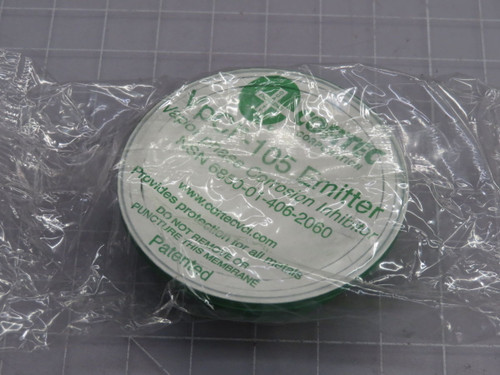 CORTEC
VpCI-105 Emitter
Vapor Phase Corrosion Inhibitor
NSN 6850-01-406-2060
www.cortecvci.com
Provides protection for all metals
DO NOT REMOVE OR
PUNCTURE THIS MEMBRANE
Patented